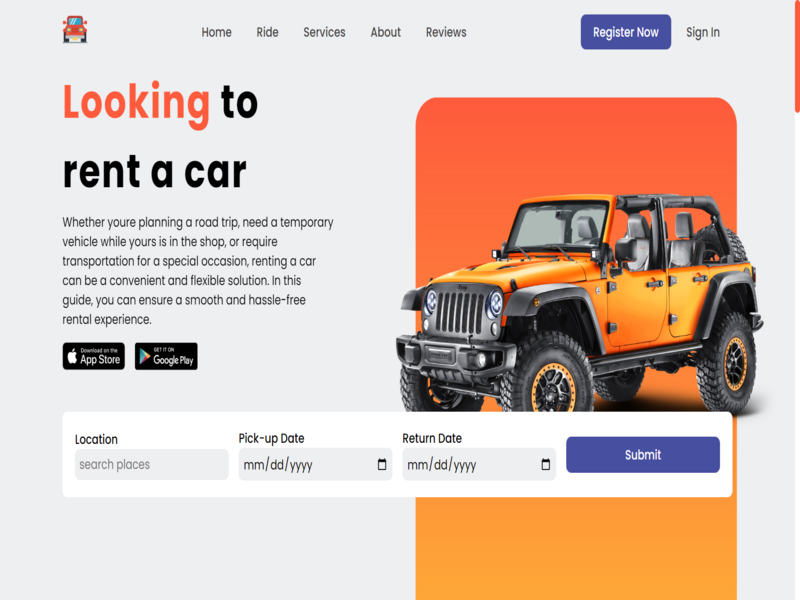 Home Ride Services About Reviews Register Now Sign In
Looking to
rent a car
Whether youre planning a road trip, need a temporary
vehicle while yours is in the shop, or require
transportation for a special occasion, renting a car
can be a convenient and flexible solution. In this
guide, you can ensure a smooth and hassle-free
rental experience.
Download on the
App Store
GET IT ON
Google Play
Location Pick-up Date Return Date
search places mm/dd/yyyy mm/dd/yyyy Submit